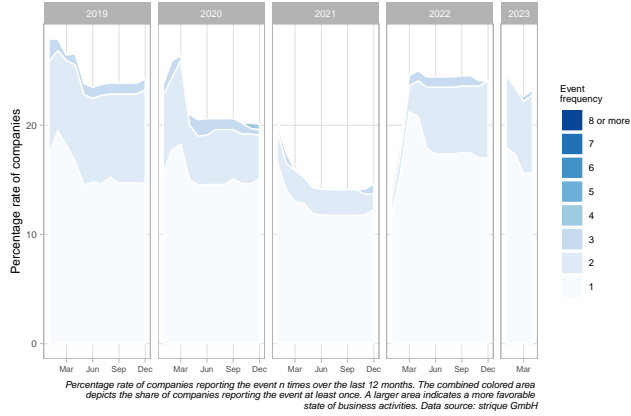 2019 2020 2021 2022 2023
Percentage rate of companies
20
10
0
Mar Jun Sep Dec Mar Jun Sep Dec Mar Jun Sep Dec Mar Jun Sep Dec Mar
Event
frequency
8 or more
7
6
5
4
3
2
1
Percentage rate of companies reporting the event n times over the last 12 months. The combined colored area
depicts the share of companies reporting the event at least once. A larger area indicates a more favorable
state of business activities. Data source: strique GmbH